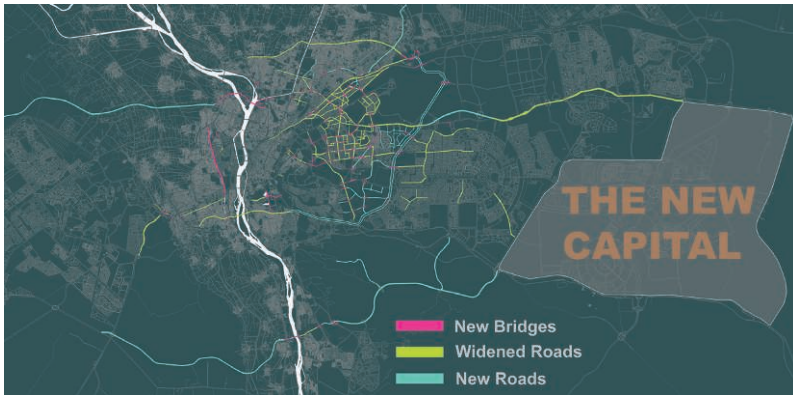 THE NEW
CAPITAL
New Bridges
Widened Roads
New Roads